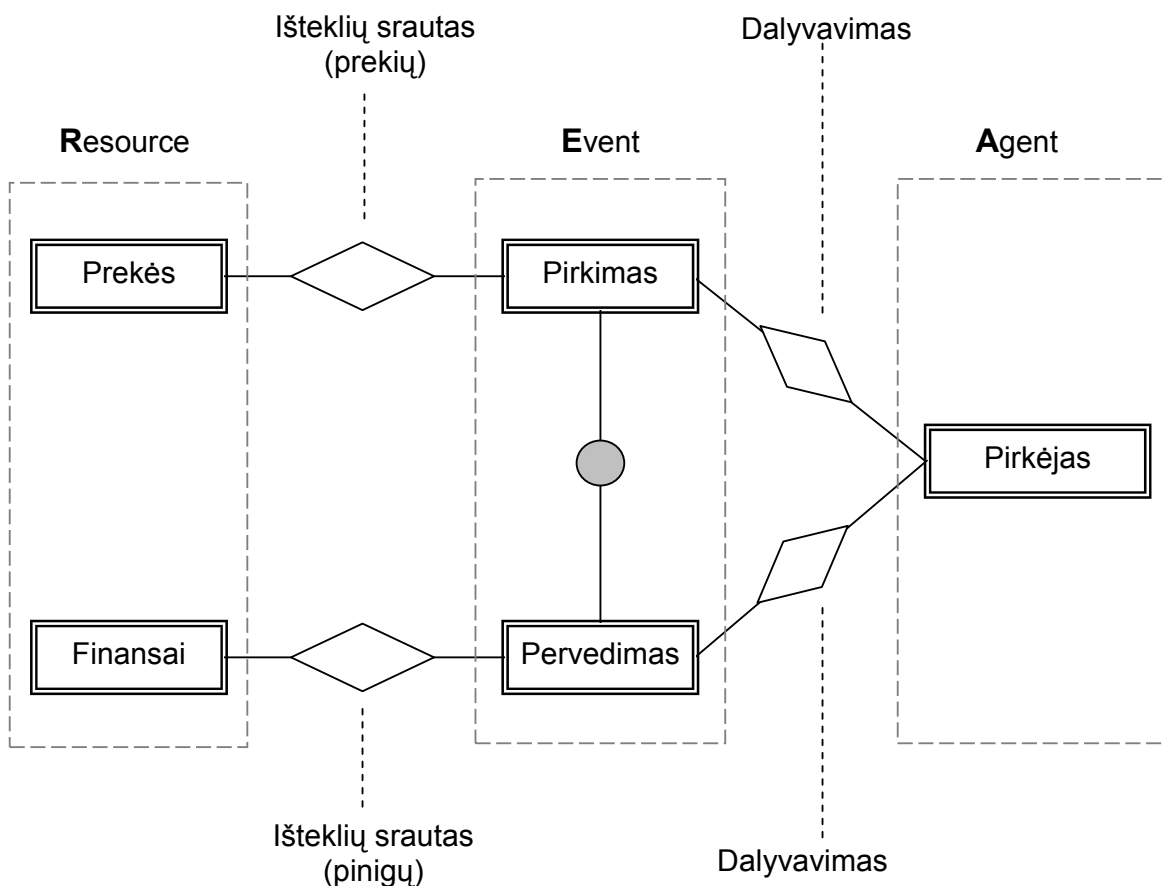 Išteklių srautas
(prekių)
Dalyvavimas
Resource
Event
Agent
Prekės
Pirkimas
Pirkėjas
Finansai
Pervedimas
Išteklių srautas
(pinigų)
Dalyvavimas